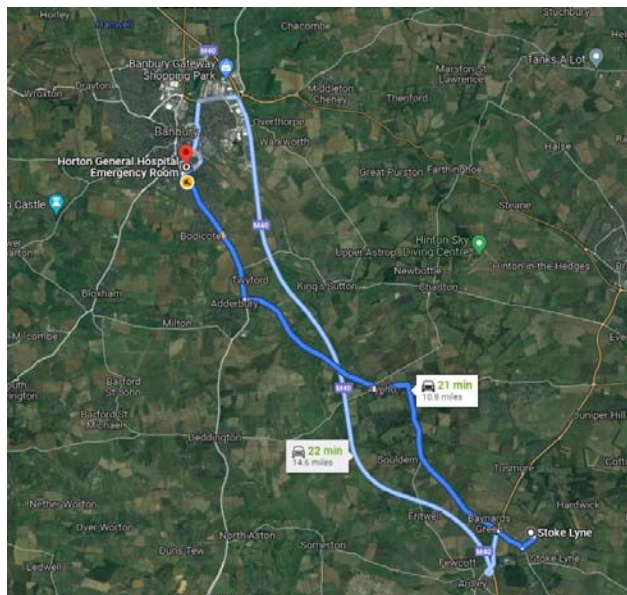 Hanwell
M40
Chacombe
Stuchbury
Banbury Gateway
Shopping Park
Marston St
Lawrence
Tanks A Lot
Drayton
Wroxton
Middleton
Cheney
Thenford
Overthorpe
Banbury
Warkworth
Halse
Horton General Hospital
Emergency Room
Great Purston
Farthinghoe
Steane
n Castle
M40
Bodicote
Upper Astrop
Hinton Sky
Diving Centre
Newbottle
Hinton-in-the-Hedges
Twyford
King's Sutton
Charlton
Bloxham
Adderbury
Milton
Milcombe
Barford
St John
M40
21 min
10.8 miles
Barford St
Michael
Juniper Hill
Deddington
22 min
14.6 miles
Souldern
Tusmore
Nether Worton
Fritwell
Baynards
Green
Hardwick
Stoke Lyne
Over Worton
North Aston
Duns Tew
Somerton
M40
Stoke Lyne
Fewcott
Ardley
Ledwell